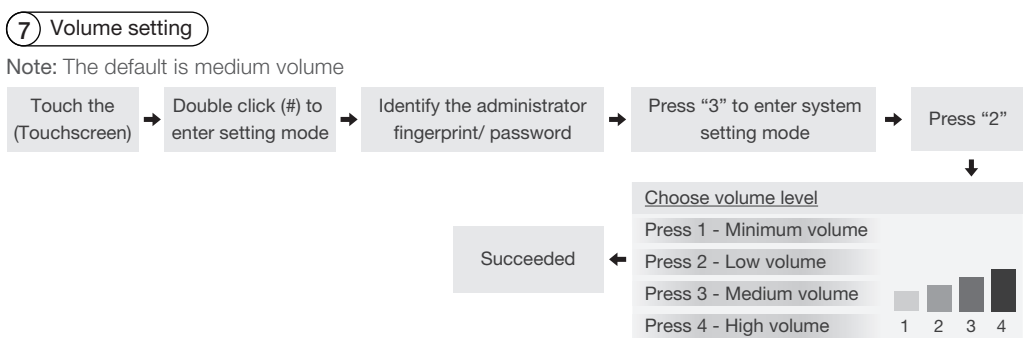 7 Volume setting
Note: The default is medium volume
Touch the
(Touchscreen)
Double click (#) to
enter setting mode
Identify the administrator
fingerprint/ password
Press “3” to enter system
setting mode
Press “2”
Choose volume level
Press 1 - Minimum volume
Press 2 - Low volume
Press 3 - Medium volume
Press 4 - High volume
1 2 3 4
Succeeded